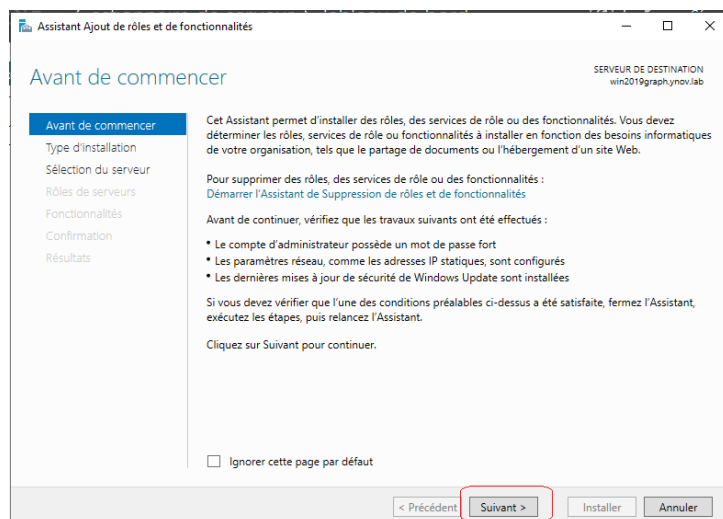 Assistant Ajout de rôles et de fonctionnalités
Avant de commencer
SERVEUR DE DESTINATION
win2019graph.ynov.lab
Avant de commencer
Type d'installation
Sélection du serveur
Rôles de serveurs
Fonctionnalités
Confirmation
Résultats
Cet Assistant permet d'installer des rôles, des services de rôle ou des fonctionnalités. Vous devez
déterminer les rôles, services de rôle ou fonctionnalités à installer en fonction des besoins informatiques
de votre organisation, tels que le partage de documents ou l'hébergement d'un site Web.
Pour supprimer des rôles, des services de rôle ou des fonctionnalités :
Démarrer l'Assistant de Suppression de rôles et de fonctionnalités
Avant de continuer, vérifiez que les travaux suivants ont été effectués :
• Le compte d'administrateur possède un mot de passe fort
• Les paramètres réseau, comme les adresses IP statiques, sont configurés
• Les dernières mises à jour de sécurité de Windows Update sont installées
Si vous devez vérifier que l'une des conditions préalables ci-dessus a été satisfaite, fermez l'Assistant,
exécutez les étapes, puis relancez l'Assistant.
Cliquez sur Suivant pour continuer.
Ignorer cette page par défaut
< Précédent
Suivant >
Installer
Annuler